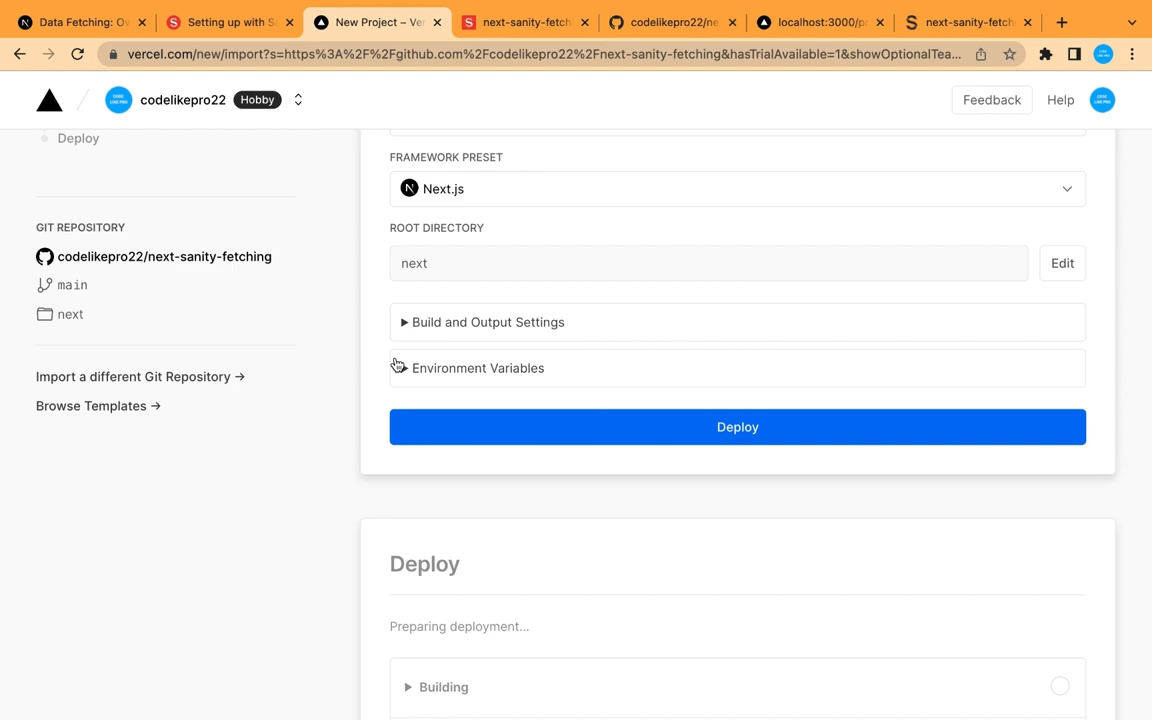 Data Fetching: Ov
Setting up with S
New Project – Ver
next-sanity-fetch
codelikepro22/ne
localhost:3000/p
next-sanity-fetch
vercel.com/new/import?s=https%3A%2F%2Fgithub.com%2Fcodelikepro22%2Fnext-sanity-fetching&hasTrialAvailable=1&showOptionalTea...
codelikepro22
Hobby
Feedback
Help
Deploy
GIT REPOSITORY
codelikepro22/next-sanity-fetching
main
next
Import a different Git Repository →
Browse Templates →
FRAMEWORK PRESET
N Next.js
ROOT DIRECTORY
next
Edit
Build and Output Settings
Environment Variables
Deploy
Deploy
Preparing deployment...
Building